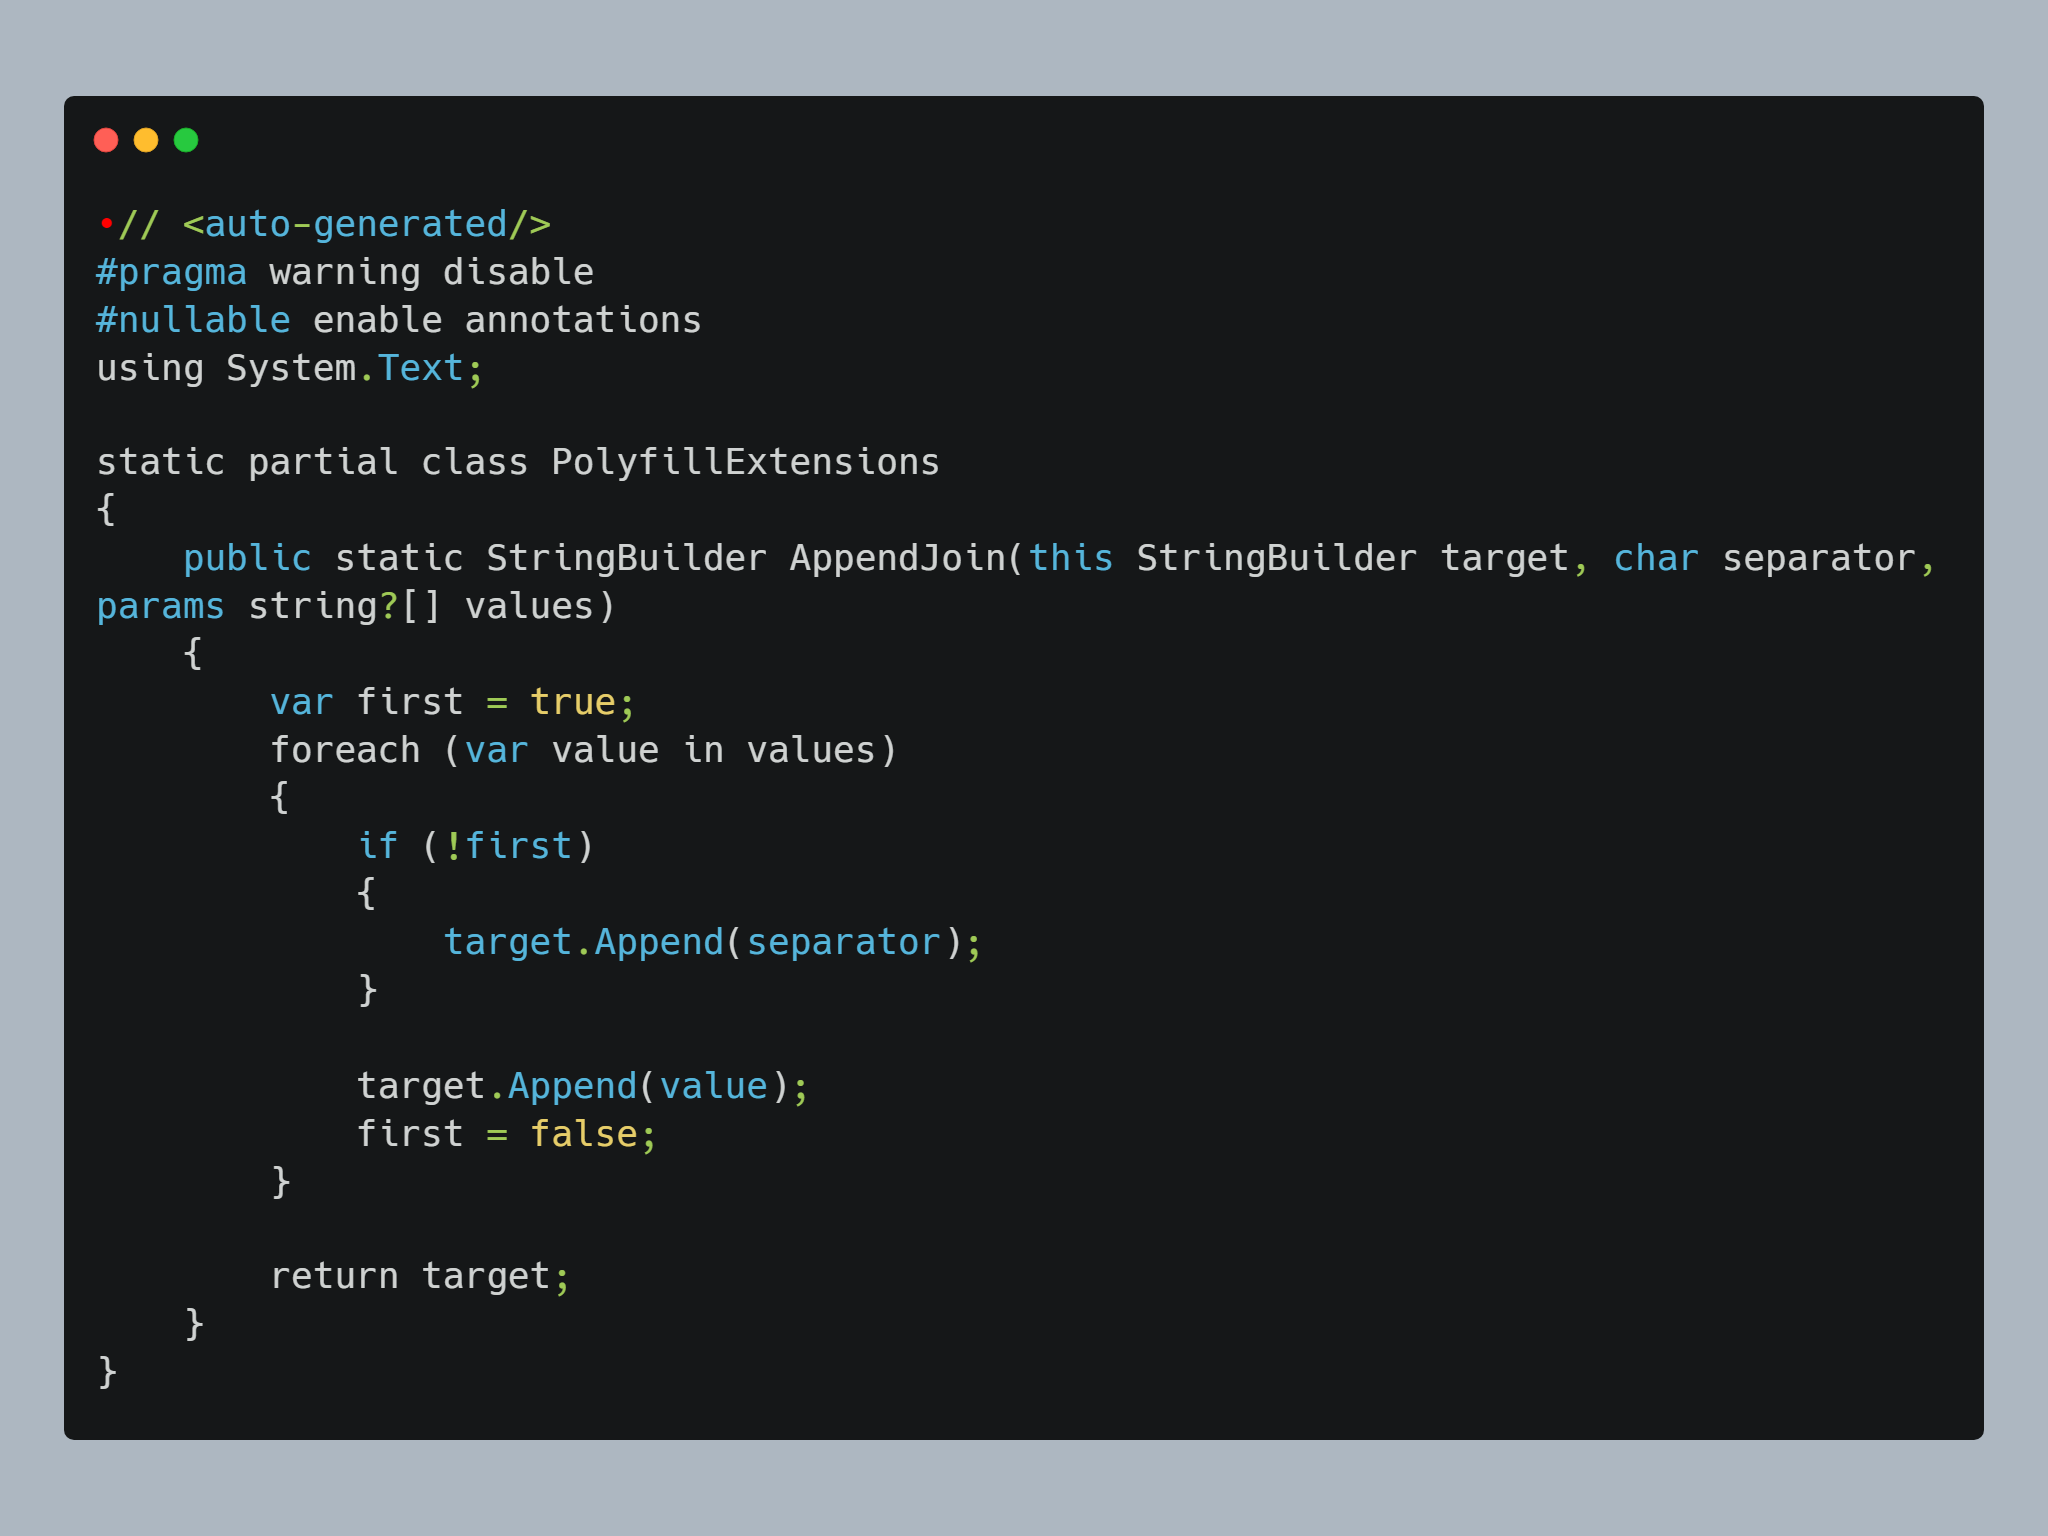 •// <auto-generated/>
#pragma warning disable
#nullable enable annotations
using System.Text;

static partial class PolyfillExtensions
{
    public static StringBuilder AppendJoin(this StringBuilder target, char separator,
params string?[] values)
    {
        var first = true;
        foreach (var value in values)
        {
            if (!first)
            {
                target.Append(separator);
            }

            target.Append(value);
            first = false;
        }

        return target;
    }
}